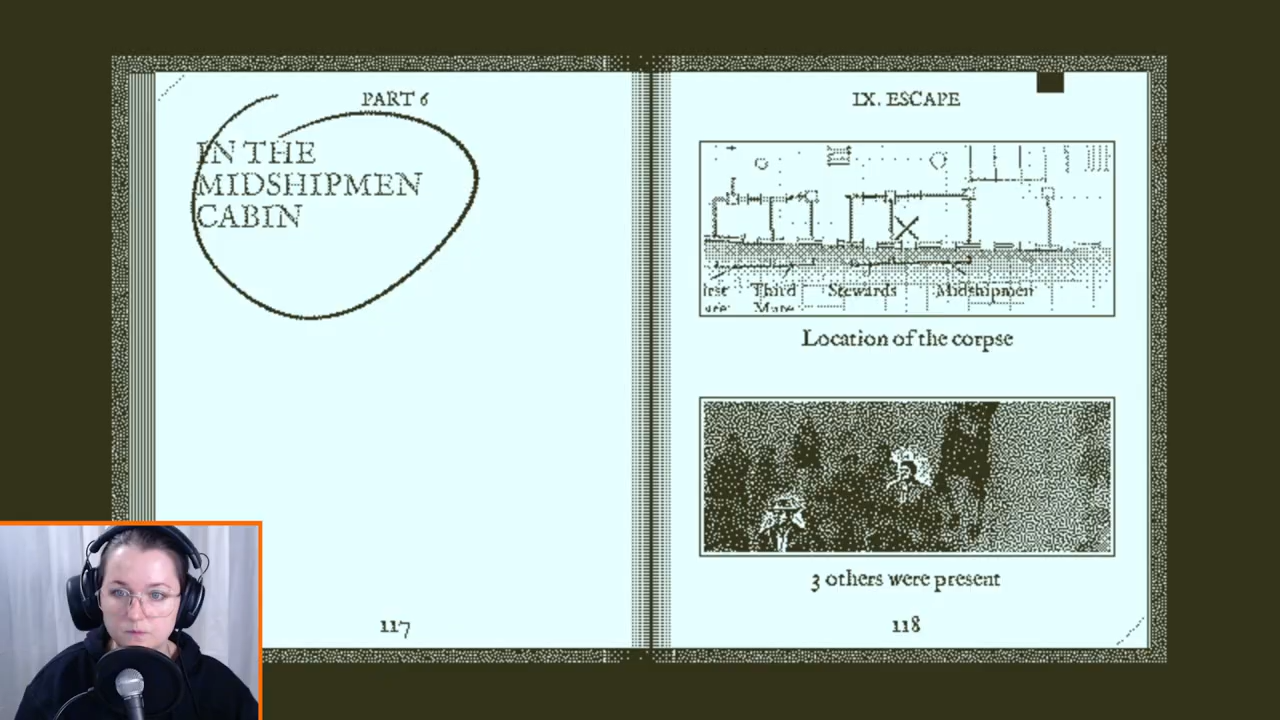 PART 6
IN THE
MIDSHIPMEN
CABIN
117
IX. ESCAPE
Third
Stewards
Midshipmen
Mate
Location of the corpse
3 others were present
118